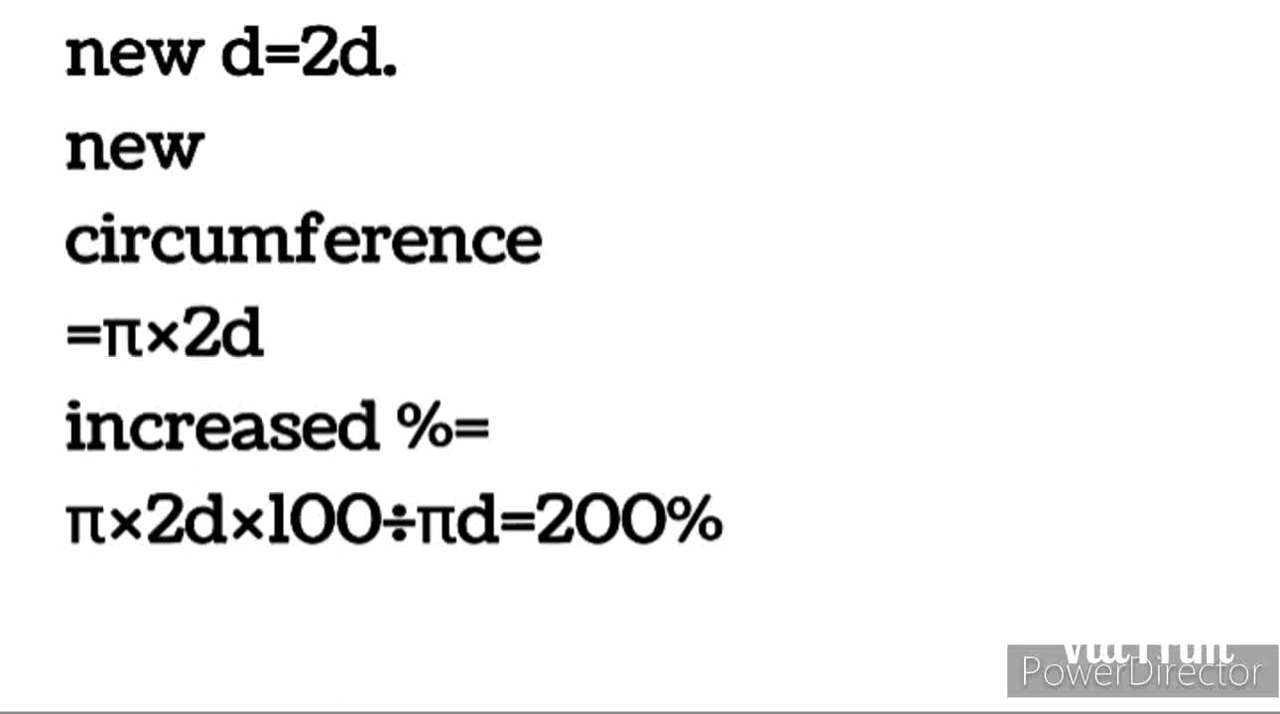 new d=2d.
new
circumference
=π×2d
increased %=
π×2d×100÷πd=200%
PowerDirector